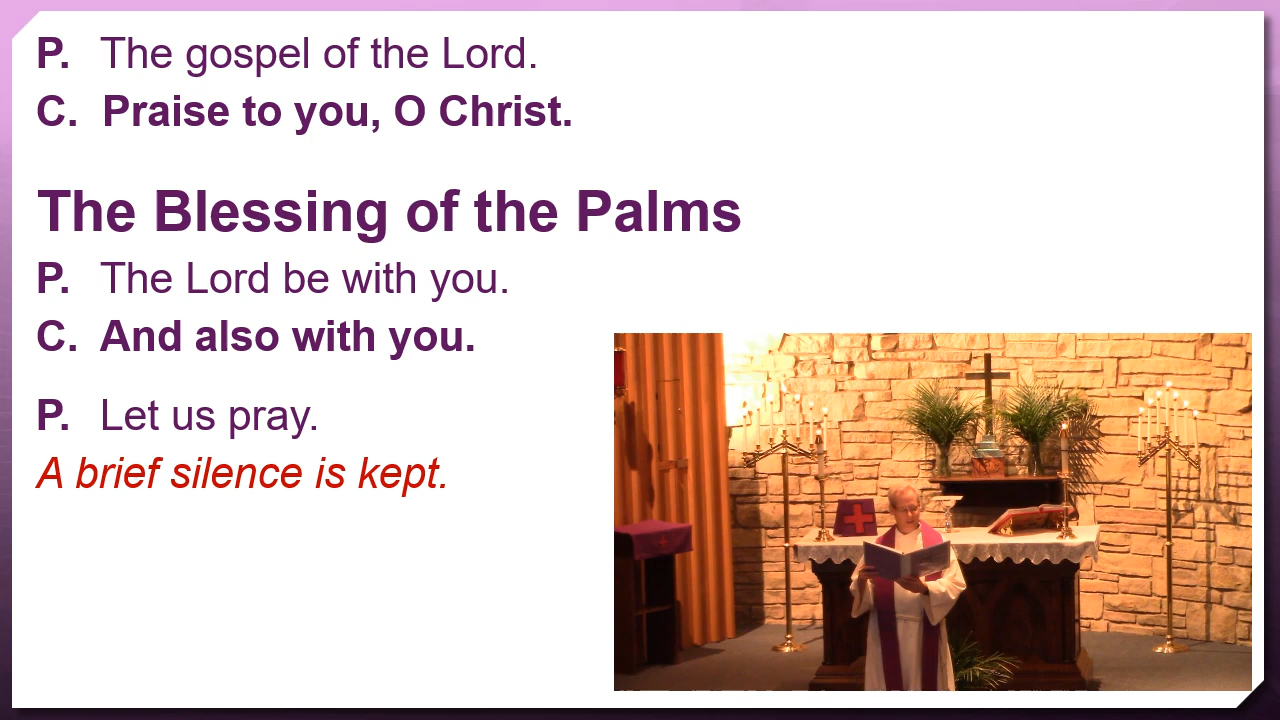 P. The gospel of the Lord.
C. Praise to you, O Christ.
The Blessing of the Palms
P. The Lord be with you.
C. And also with you.
P. Let us pray.
A brief silence is kept.